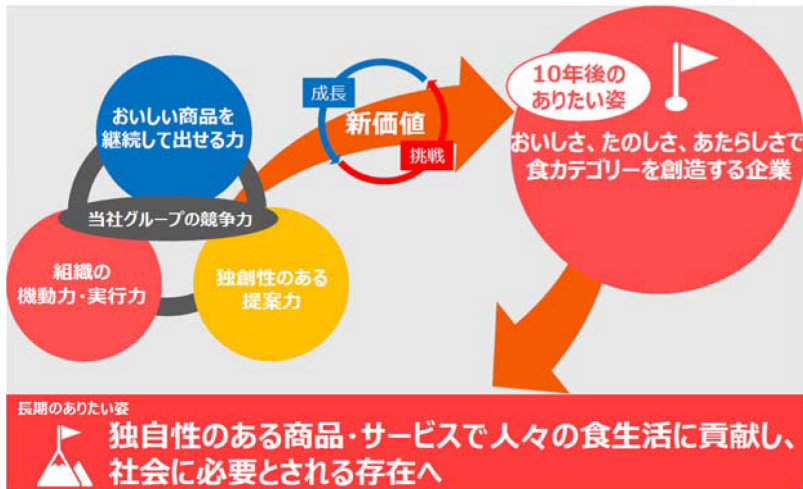 おいしい商品を
継続して出せる力
当社グループの競争力
組織の
機動力・実行力
独創性のある
提案力
成長
新価値
挑戦
10年後の
ありたい姿
おいしさ、たのしさ、あたらしさで
食カテゴリーを創造する企業
長期のありたい姿
独自性のある商品・サービスで人々の食生活に貢献し、
社会に必要とされる存在へ